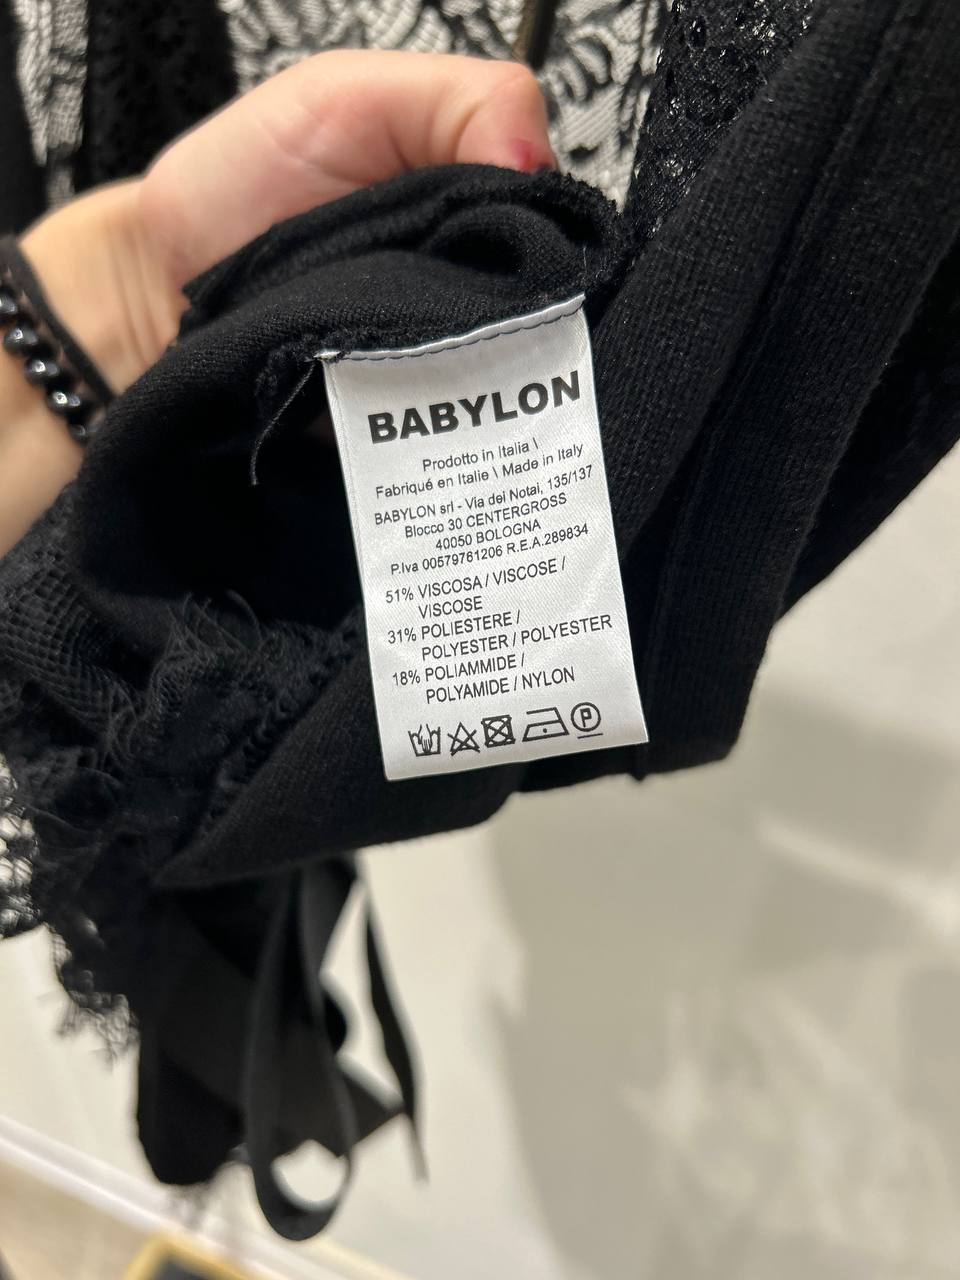 BABYLON
Prodotto in Italia \
Fabriqué en Italie \ Made in Italy
BABYLON srl - Via dei Notai, 135/137
Blocco 30 CENTERGROSS
40050 BOLOGNA
P.Iva 00579761206 R.E.A.289834
51% VISCOSA / VISCOSE /
VISCOSE
31% POLIESTERE /
POLYESTER / POLYESTER
18% POLIAMMIDE /
POLYAMIDE / NYLON
P